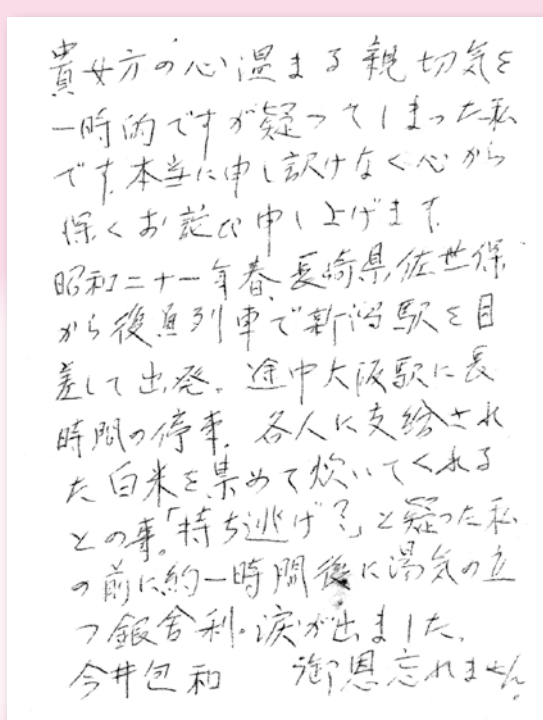 貴女方の心温まる親切気を
一時的ですが疑ってしまった私
です。本当に申し訳けなく心から
深くお詫び申し上げます。
昭和二十一年春、長崎県佐世保
から復員列車で新潟駅を目
差して出発。途中大阪駅に長
時間の停車。各人に支給され
た白米を集めて炊いてくれる
との事。「持ち逃げ?」と疑った私
の前に約一時間後に湯気の立
つ銀舎利・涙が出ました。
今井包和 御恩忘れません。